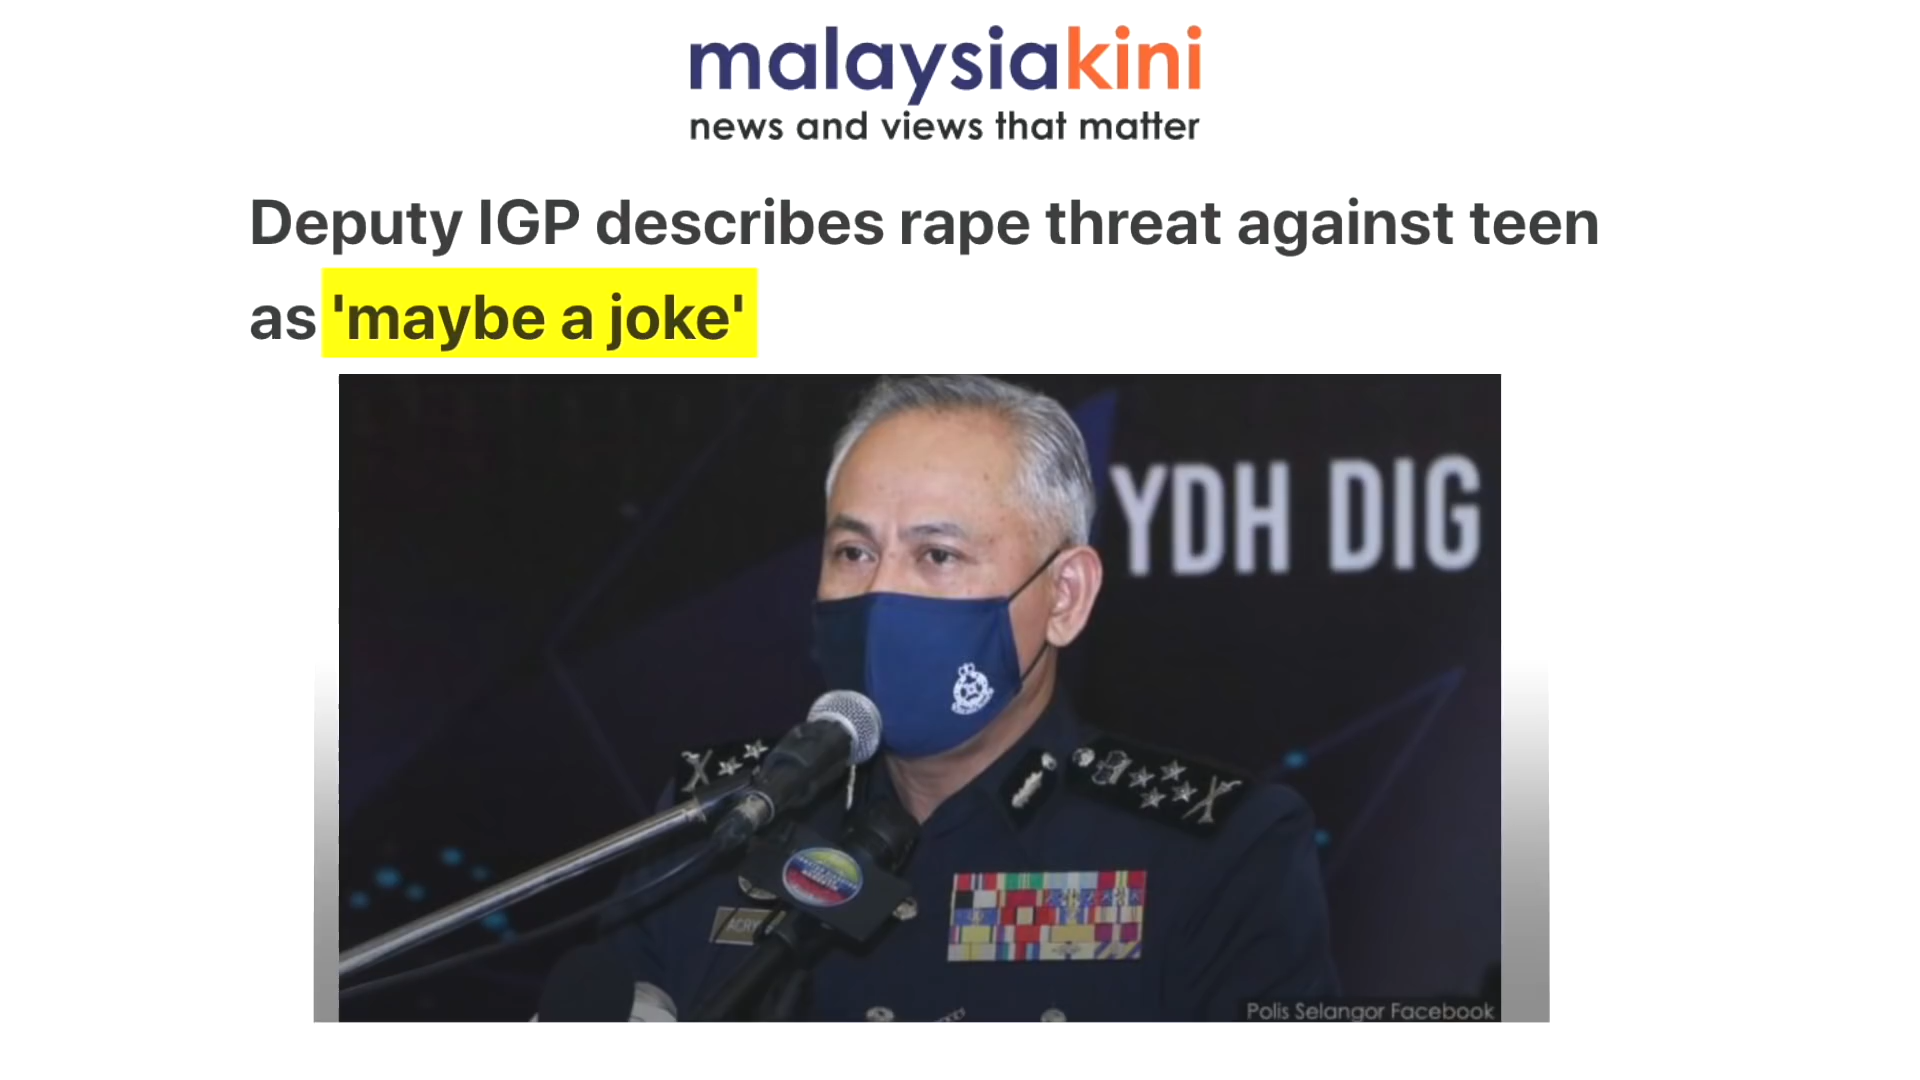 malaysiakini
news and views that matter
Deputy IGP describes rape threat against teen
as 'maybe a joke'
YDH DIG
ACRY
Polis Selangor Facebook